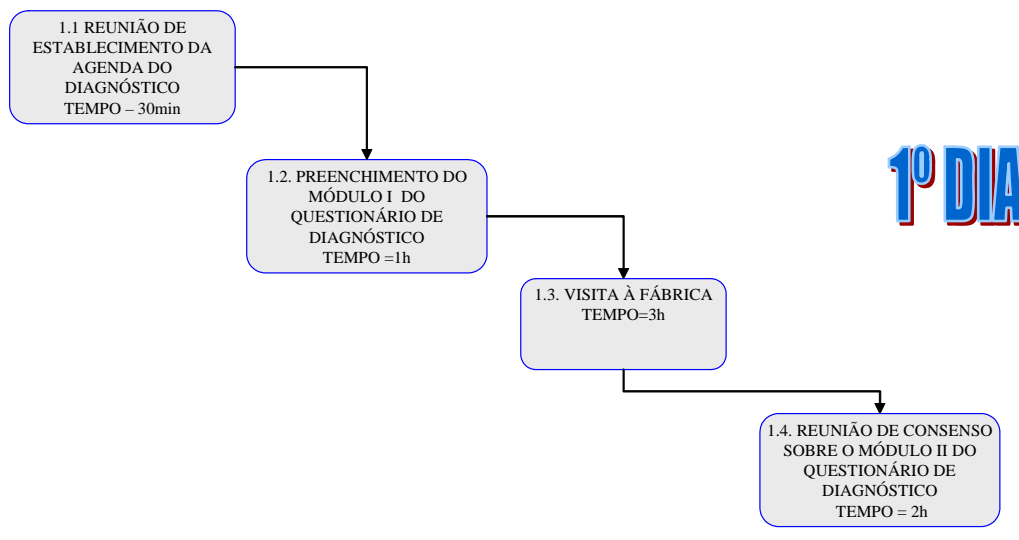 1.1 REUNIÃO DE
ESTABLECIMENTO DA
AGENDA DO
DIAGNÓSTICO
TEMPO – 30min
1º DIA
1.2. PREENCHIMENTO DO
MÓDULO I DO
QUESTIONÁRIO DE
DIAGNÓSTICO
TEMPO =1h
1.3. VISITA À FÁBRICA
TEMPO=3h
1.4. REUNIÃO DE CONSENSO
SOBRE O MÓDULO II DO
QUESTIONÁRIO DE
DIAGNÓSTICO
TEMPO = 2h